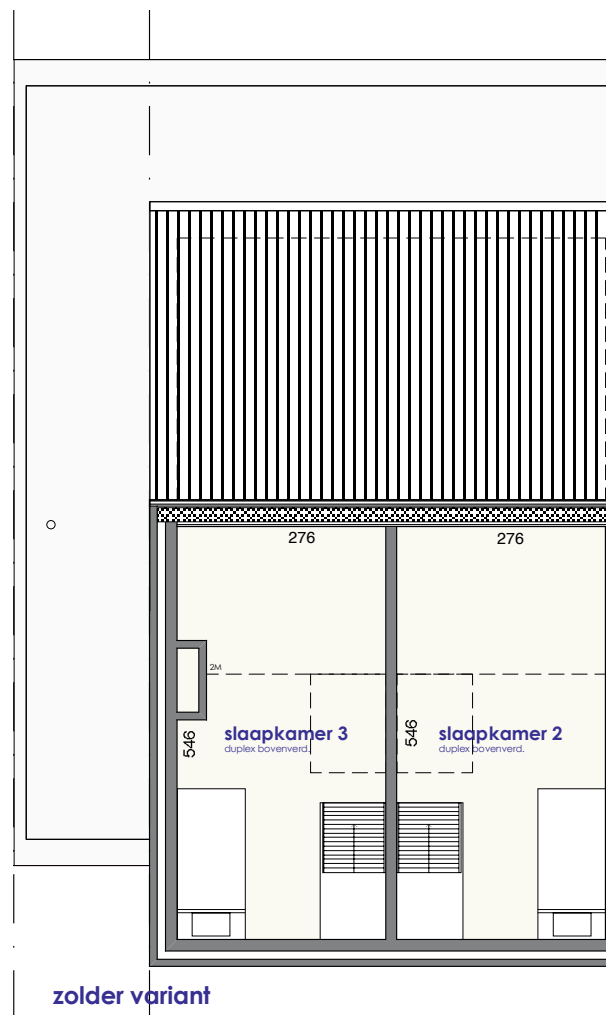 276
276
2M
slaapkamer 3
duplex bovenverd.
546
slaapkamer 2
duplex bovenverd.
546
zolder variant